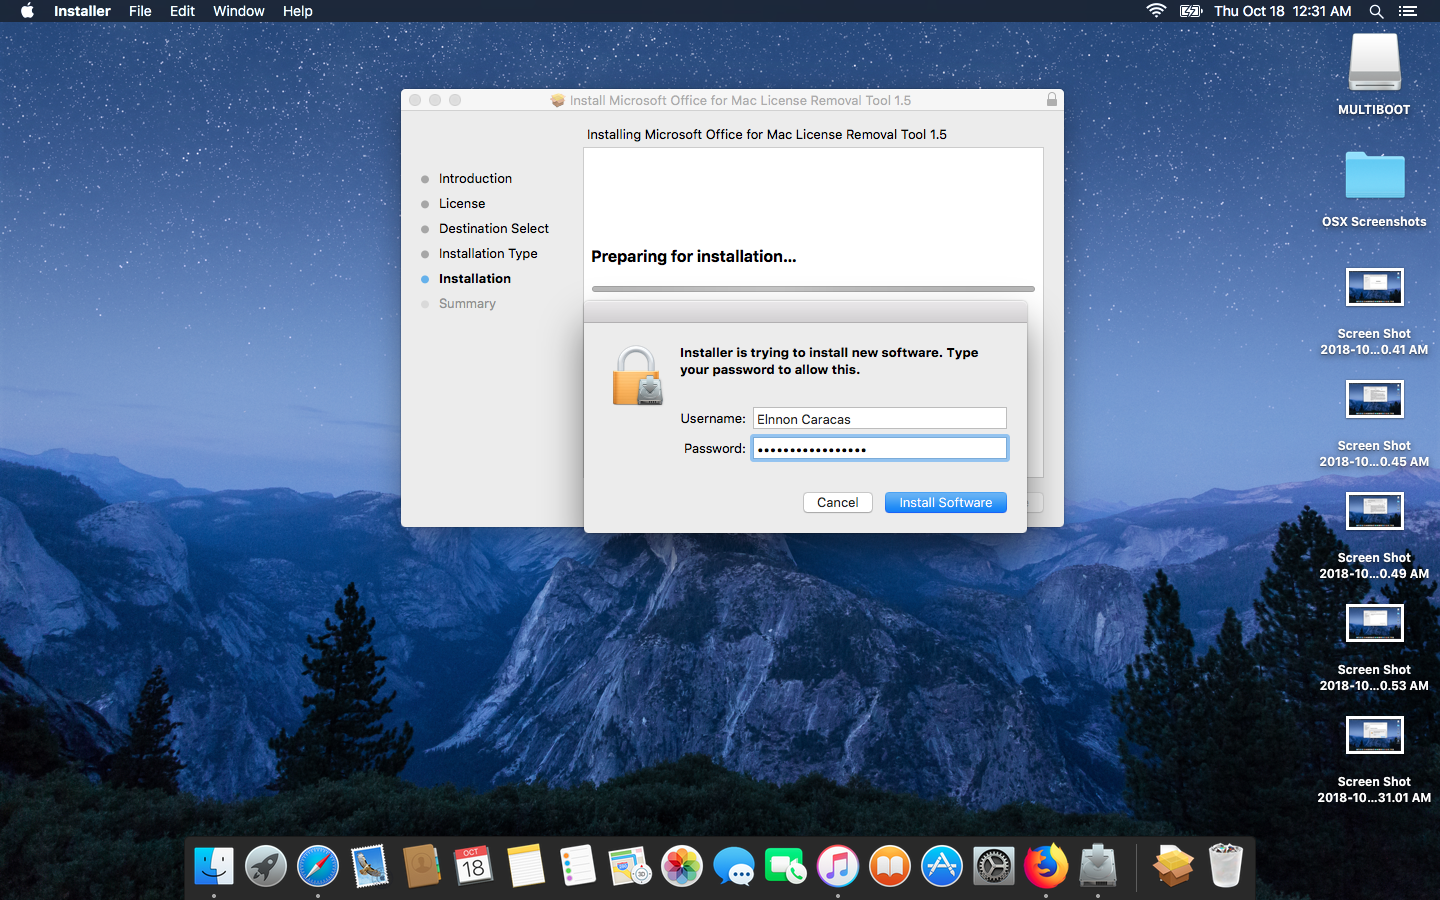 Installer File Edit Window Help Thu Oct 18 12:31 AM
Install Microsoft Office for Mac License Removal Tool 1.5
Installing Microsoft Office for Mac License Removal Tool 1.5
Introduction
License
Destination Select
Installation Type
Installation
Summary
Preparing for installation...
Installer is trying to install new software. Type
your password to allow this.
Username: Elnnon Caracas
Password: •••••••••••••••••
Cancel Install Software
MULTIBOOT
OSX Screenshots
Screen Shot
2018-10...0.41 AM
Screen Shot
2018-10...0.45 AM
Screen Shot
2018-10...0.49 AM
Screen Shot
2018-10...0.53 AM
Screen Shot
2018-10...31.01 AM
OCT
18
3D